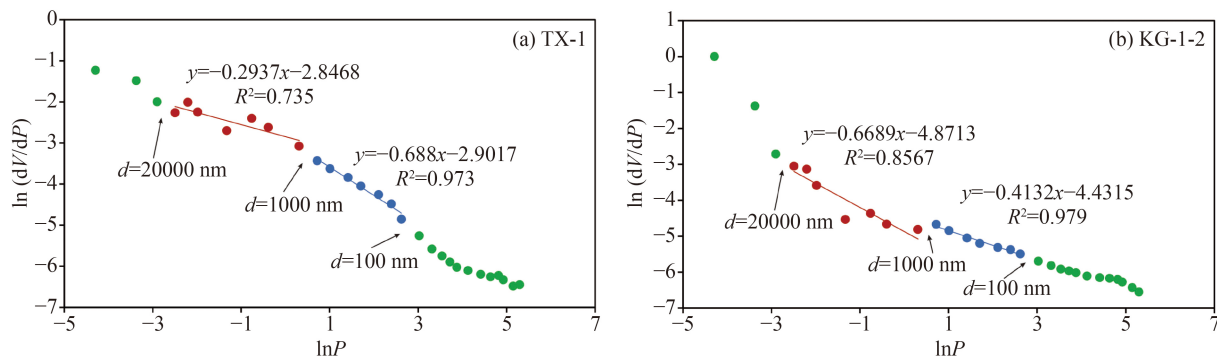 (a) TX-1
0
−1
−2
−3
−4
−5
−6
−7
ln (dV/dP)
y=−0.2937x−2.8468
R²=0.735
d=20000 nm
y=−0.688x−2.9017
R²=0.973
d=1000 nm
d=100 nm
−5
−3
−1
1
3
5
7
lnP
(b) KG-1-2
1
0
−1
−2
−3
−4
−5
−6
−7
ln (dV/dP)
y=−0.6689x−4.8713
R²=0.8567
d=20000 nm
y=−0.4132x−4.4315
R²=0.979
d=1000 nm
d=100 nm
−5
−3
−1
1
3
5
7
lnP